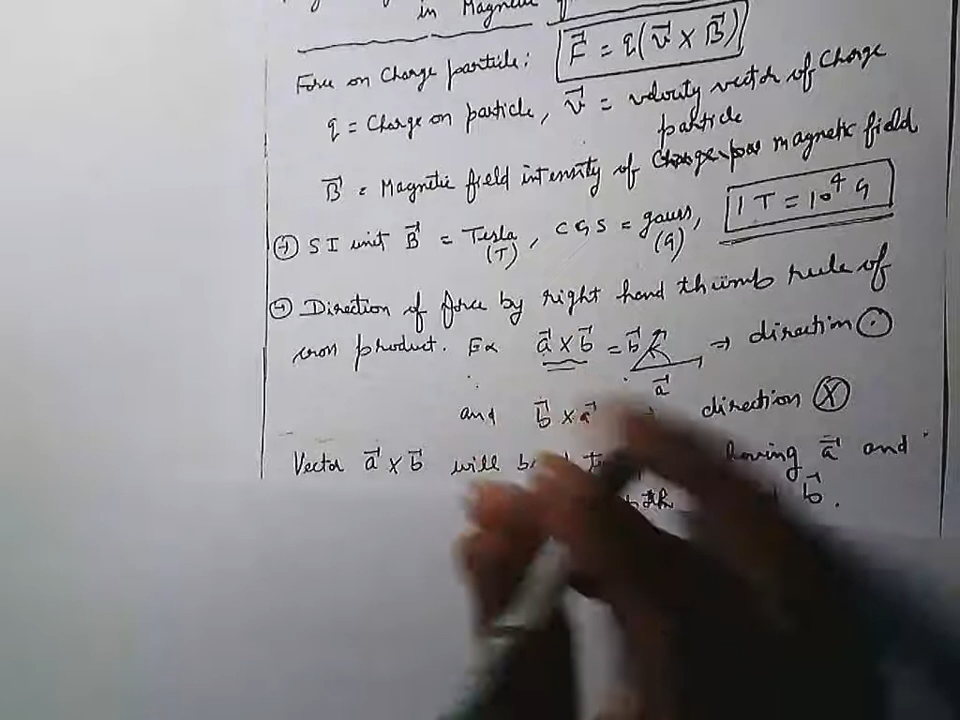 in Magnetic
Force on Charge particle: F⃗ = q(v⃗ × B⃗)
q = Charge on particle, v⃗ = velocity vector of Charge particle
B⃗ = Magnetic field intensity of magnetic field
→ SI unit B⃗ = Tesla (T), CGS = gauss, (G) 1 T = 10⁴ G
→ Direction of force by right hand thumb rule of
cross product. Ex a⃗ × b⃗ = b⃗ a⃗ ⇒ direction ⊙
and b⃗ × a⃗ direction ⊗
Vector a⃗ × b⃗ will be having a⃗ and
both b⃗.